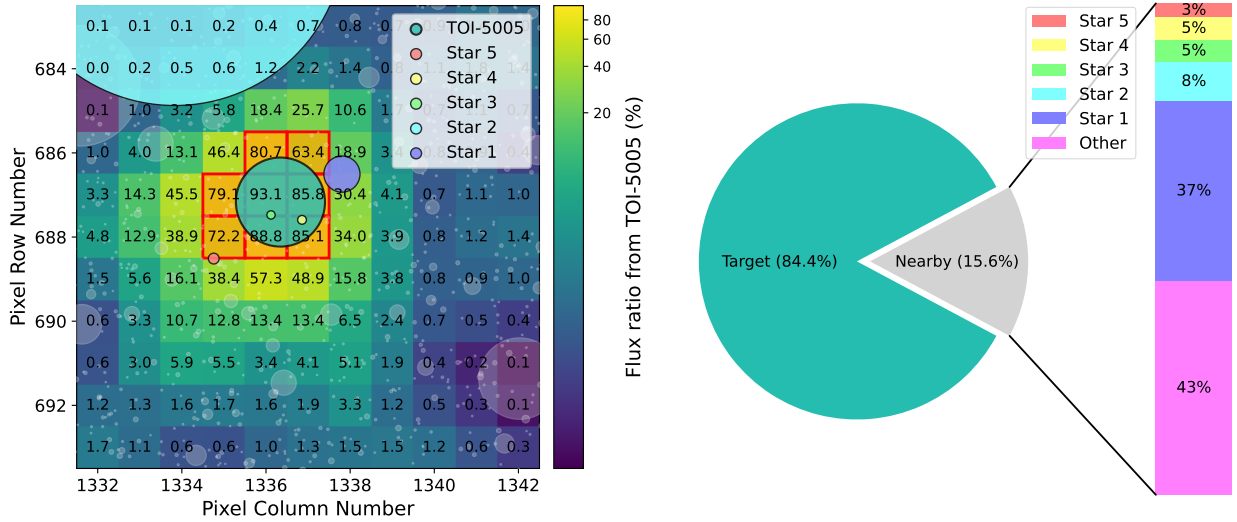 0.1 0.1 0.1 0.2 0.4 0.7 0.8
0.0 0.2 0.5 0.6 1.2 2.2 1.4
0.1 1.0 3.2 5.8 18.4 25.7 10.6
1.0 4.0 13.1 46.4 80.7 63.4 18.9
3.3 14.3 45.5 79.1 93.1 85.8 30.4 4.1 0.7 1.1 1.0
4.8 12.9 38.9 72.2 88.8 85.1 34.0 3.9 0.8 1.2 1.4
1.5 5.6 16.1 38.4 57.3 48.9 15.8 3.8 0.8 0.9 1.0
0.6 3.3 10.7 12.8 13.4 13.4 6.5 2.4 0.7 0.5 0.4
0.6 3.0 5.9 5.5 3.4 4.1 5.1 1.9 0.4 0.2 0.1
1.2 1.3 1.6 1.7 1.6 1.9 3.3 1.2 0.5 0.3 0.1
1.7 1.1 0.6 0.6 1.0 1.3 1.5 1.5 1.2 0.6 0.3
TOI-5005
Star 5
Star 4
Star 3
Star 2
Star 1
684
686
688
690
692
Pixel Row Number
1332 1334 1336 1338 1340 1342
Pixel Column Number
80
60
40
20
Flux ratio from TOI-5005 (%)
Target (84.4%)
Nearby (15.6%)
Star 5
Star 4
Star 3
Star 2
Star 1
Other
3%
5%
5%
8%
37%
43%